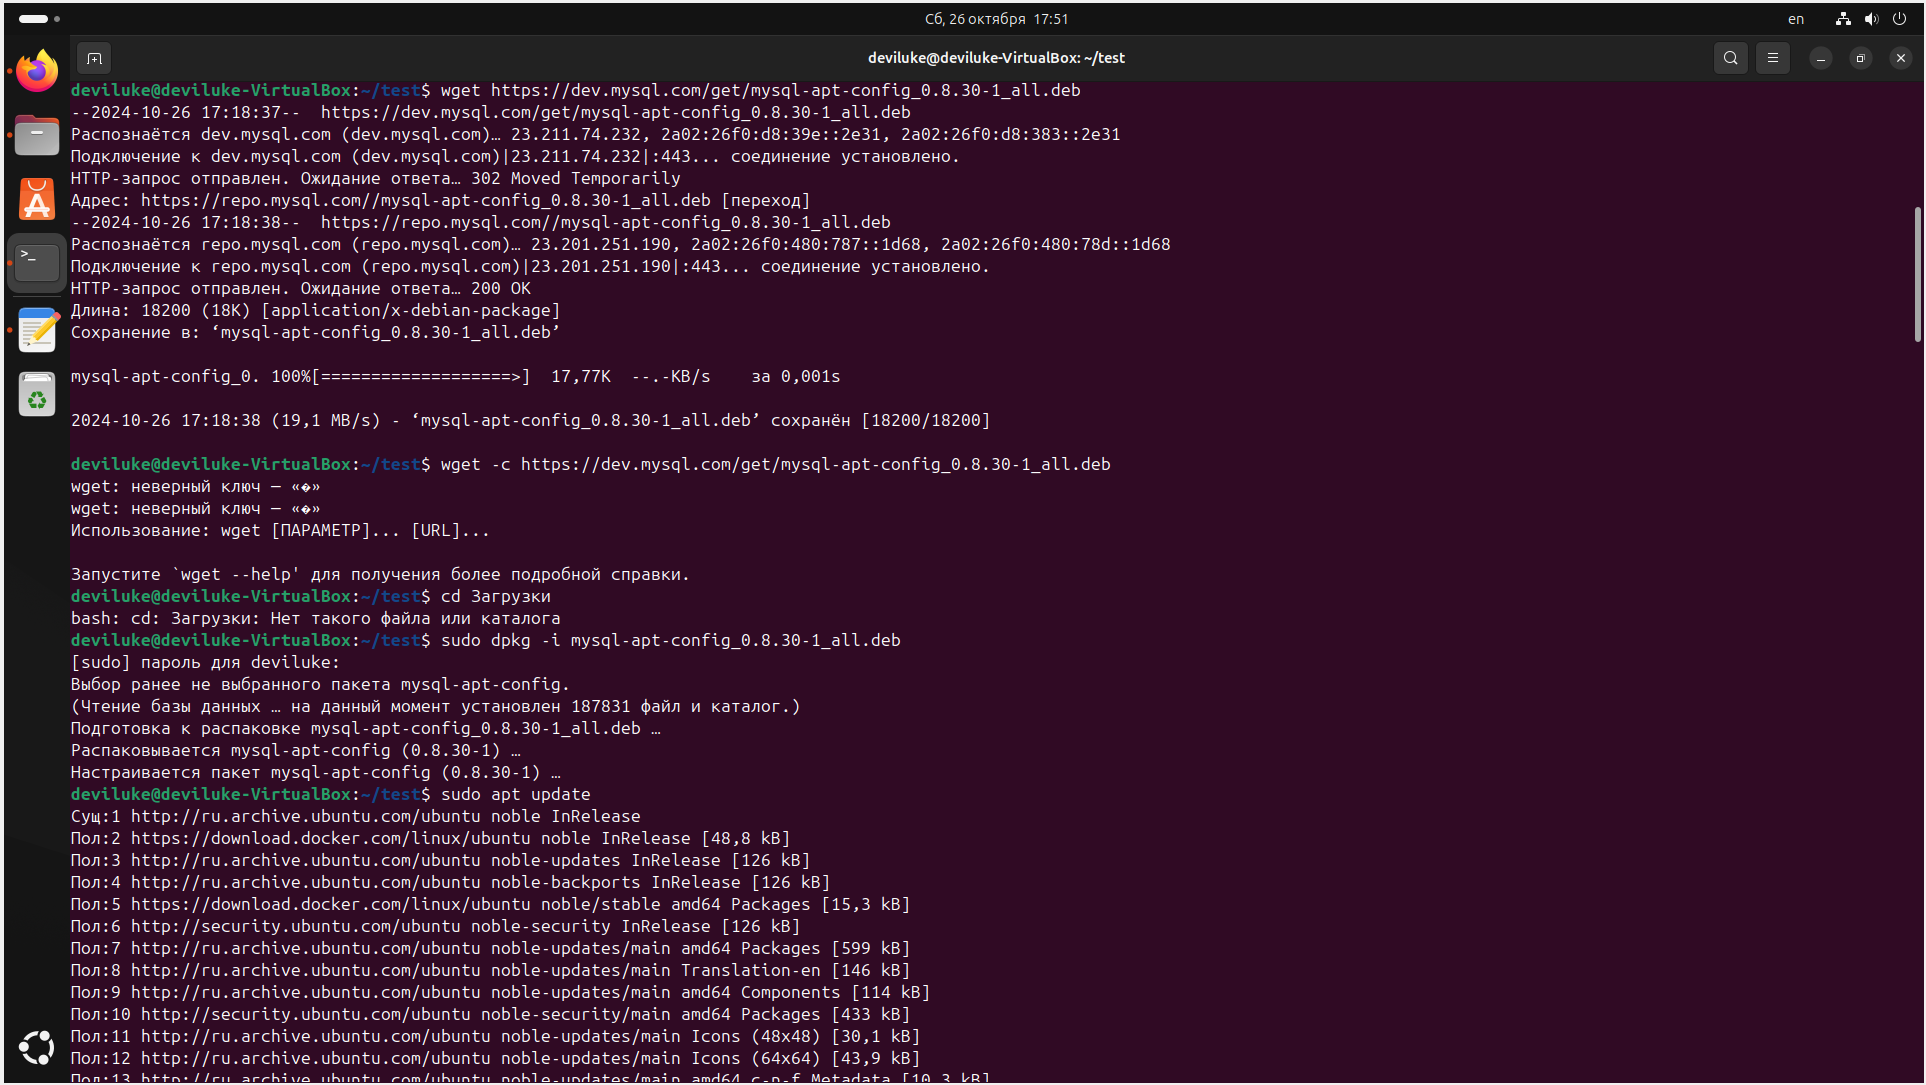 Сб, 26 октября 17:51
en
deviluke@deviluke-VirtualBox: ~/test
deviluke@deviluke-VirtualBox:~/test$ wget https://dev.mysql.com/get/mysql-apt-config_0.8.30-1_all.deb
--2024-10-26 17:18:37--  https://dev.mysql.com/get/mysql-apt-config_0.8.30-1_all.deb
Распознаётся dev.mysql.com (dev.mysql.com)… 23.211.74.232, 2a02:26f0:d8:39e::2e31, 2a02:26f0:d8:383::2e31
Подключение к dev.mysql.com (dev.mysql.com)|23.211.74.232|:443... соединение установлено.
HTTP-запрос отправлен. Ожидание ответа… 302 Moved Temporarily
Адрес: https://repo.mysql.com//mysql-apt-config_0.8.30-1_all.deb [переход]
--2024-10-26 17:18:38--  https://repo.mysql.com//mysql-apt-config_0.8.30-1_all.deb
Распознаётся repo.mysql.com (repo.mysql.com)… 23.201.251.190, 2a02:26f0:480:787::1d68, 2a02:26f0:480:78d::1d68
Подключение к repo.mysql.com (repo.mysql.com)|23.201.251.190|:443... соединение установлено.
HTTP-запрос отправлен. Ожидание ответа… 200 OK
Длина: 18200 (18K) [application/x-debian-package]
Сохранение в: ‘mysql-apt-config_0.8.30-1_all.deb’
mysql-apt-config_0. 100%[===================>]  17,77K  --.-KB/s    за 0,001s
2024-10-26 17:18:38 (19,1 MB/s) - ‘mysql-apt-config_0.8.30-1_all.deb’ сохранён [18200/18200]
deviluke@deviluke-VirtualBox:~/test$ wget -c https://dev.mysql.com/get/mysql-apt-config_0.8.30-1_all.deb
wget: неверный ключ — «�»
wget: неверный ключ — «�»
Использование: wget [ПАРАМЕТР]... [URL]...
Запустите `wget --help' для получения более подробной справки.
deviluke@deviluke-VirtualBox:~/test$ cd Загрузки
bash: cd: Загрузки: Нет такого файла или каталога
deviluke@deviluke-VirtualBox:~/test$ sudo dpkg -i mysql-apt-config_0.8.30-1_all.deb
[sudo] пароль для deviluke:
Выбор ранее не выбранного пакета mysql-apt-config.
(Чтение базы данных … на данный момент установлен 187831 файл и каталог.)
Подготовка к распаковке mysql-apt-config_0.8.30-1_all.deb …
Распаковывается mysql-apt-config (0.8.30-1) …
Настраивается пакет mysql-apt-config (0.8.30-1) …
deviluke@deviluke-VirtualBox:~/test$ sudo apt update
Сущ:1 http://ru.archive.ubuntu.com/ubuntu noble InRelease
Пол:2 https://download.docker.com/linux/ubuntu noble InRelease [48,8 kB]
Пол:3 http://ru.archive.ubuntu.com/ubuntu noble-updates InRelease [126 kB]
Пол:4 http://ru.archive.ubuntu.com/ubuntu noble-backports InRelease [126 kB]
Пол:5 https://download.docker.com/linux/ubuntu noble/stable amd64 Packages [15,3 kB]
Пол:6 http://security.ubuntu.com/ubuntu noble-security InRelease [126 kB]
Пол:7 http://ru.archive.ubuntu.com/ubuntu noble-updates/main amd64 Packages [599 kB]
Пол:8 http://ru.archive.ubuntu.com/ubuntu noble-updates/main Translation-en [146 kB]
Пол:9 http://ru.archive.ubuntu.com/ubuntu noble-updates/main amd64 Components [114 kB]
Пол:10 http://security.ubuntu.com/ubuntu noble-security/main amd64 Packages [433 kB]
Пол:11 http://ru.archive.ubuntu.com/ubuntu noble-updates/main Icons (48x48) [30,1 kB]
Пол:12 http://ru.archive.ubuntu.com/ubuntu noble-updates/main Icons (64x64) [43,9 kB]
Пол:13 http://ru.archive.ubuntu.com/ubuntu noble-updates/main amd64 c-n-f Metadata [10,3 kB]